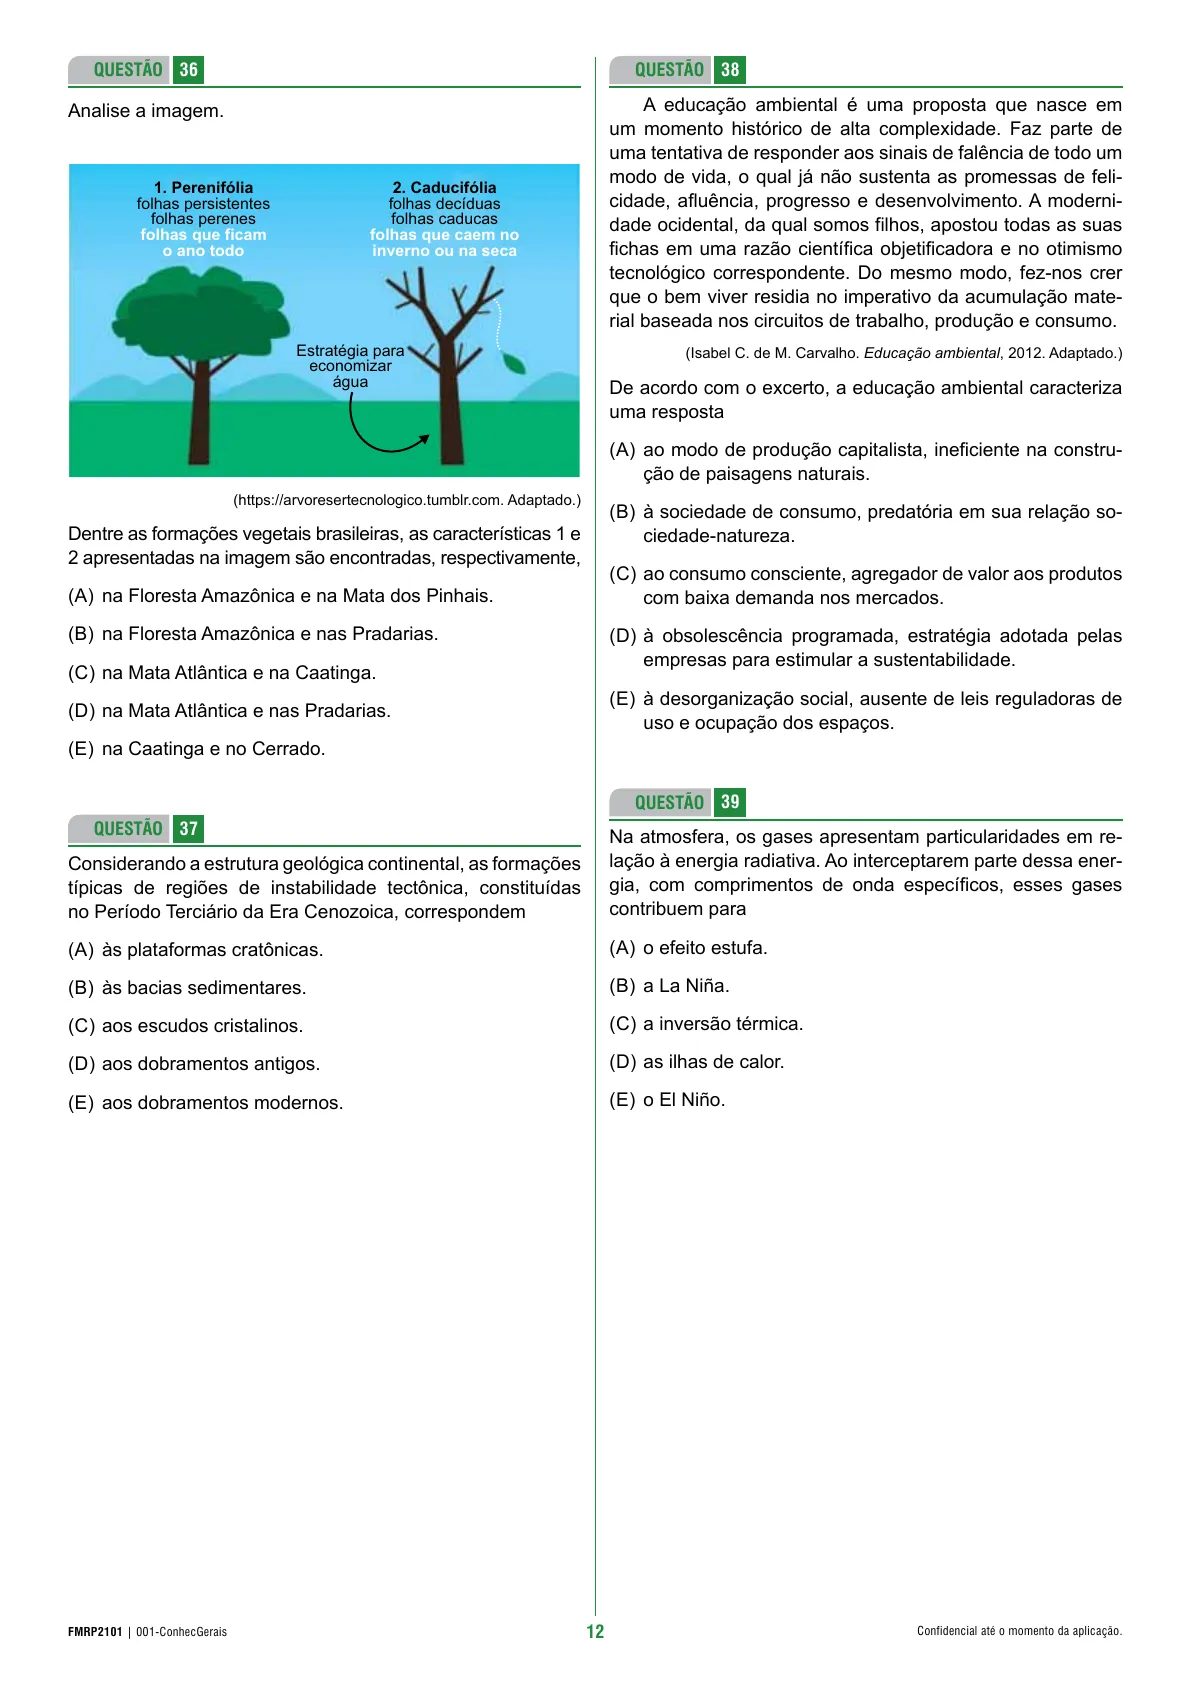 QUESTÃO 36
Analise a imagem.
1. Perenifólia
folhas persistentes
folhas perenes
folhas que ficam
o ano todo
2. Caducifólia
folhas decíduas
folhas caducas
folhas que caem no
inverno ou na seca
Estratégia para
economizar
água
(https://arvoresertecnologico.tumblr.com. Adaptado.)
Dentre as formações vegetais brasileiras, as características 1 e
2 apresentadas na imagem são encontradas, respectivamente,
(A) na Floresta Amazônica e na Mata dos Pinhais.
(B) na Floresta Amazônica e nas Pradarias.
(C) na Mata Atlântica e na Caatinga.
(D) na Mata Atlântica e nas Pradarias.
(E) na Caatinga e no Cerrado.
QUESTÃO 37
Considerando a estrutura geológica continental, as formações
típicas de regiões de instabilidade tectônica, constituídas
no Período Terciário da Era Cenozoica, correspondem
(A) às plataformas cratônicas.
(B) às bacias sedimentares.
(C) aos escudos cristalinos.
(D) aos dobramentos antigos.
(E) aos dobramentos modernos.
QUESTÃO 38
A educação ambiental é uma proposta que nasce em
um momento histórico de alta complexidade. Faz parte de
uma tentativa de responder aos sinais de falência de todo um
modo de vida, o qual já não sustenta as promessas de feli-
cidade, afluência, progresso e desenvolvimento. A moderni-
dade ocidental, da qual somos filhos, apostou todas as suas
fichas em uma razão científica objetificadora e no otimismo
tecnológico correspondente. Do mesmo modo, fez-nos crer
que o bem viver residia no imperativo da acumulação mate-
rial baseada nos circuitos de trabalho, produção e consumo.
(Isabel C. de M. Carvalho. Educação ambiental, 2012. Adaptado.)
De acordo com o excerto, a educação ambiental caracteriza
uma resposta
(A) ao modo de produção capitalista, ineficiente na constru-
ção de paisagens naturais.
(B) à sociedade de consumo, predatória em sua relação so-
ciedade-natureza.
(C) ao consumo consciente, agregador de valor aos produtos
com baixa demanda nos mercados.
(D) à obsolescência programada, estratégia adotada pelas
empresas para estimular a sustentabilidade.
(E) à desorganização social, ausente de leis reguladoras de
uso e ocupação dos espaços.
QUESTÃO 39
Na atmosfera, os gases apresentam particularidades em re-
lação à energia radiativa. Ao interceptarem parte dessa ener-
gia, com comprimentos de onda específicos, esses gases
contribuem para
(A) o efeito estufa.
(B) a La Niña.
(C) a inversão térmica.
(D) as ilhas de calor.
(E) o El Niño.
FMRP2101 | 001-ConhecGerais
12
Confidencial até o momento da aplicação.